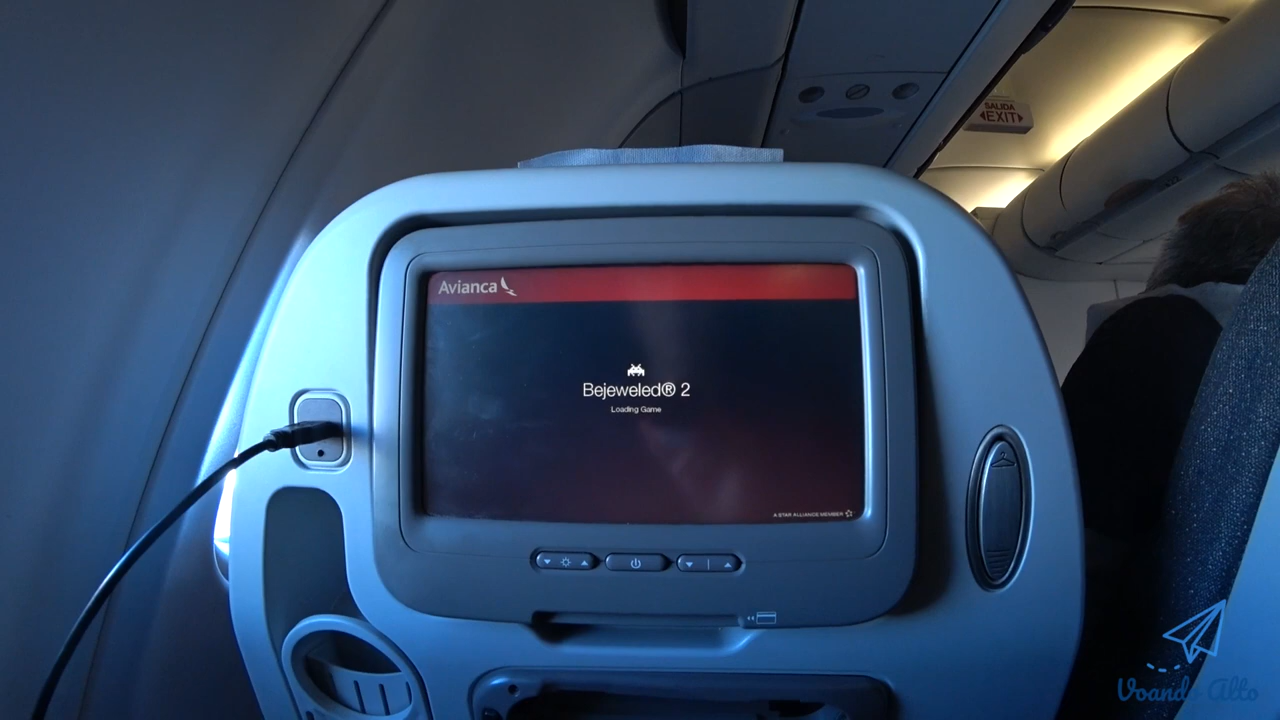 SALIDA
EXIT
Avianca
Bejeweled® 2
Loading Game
A STAR ALLIANCE MEMBER
Voando Alto